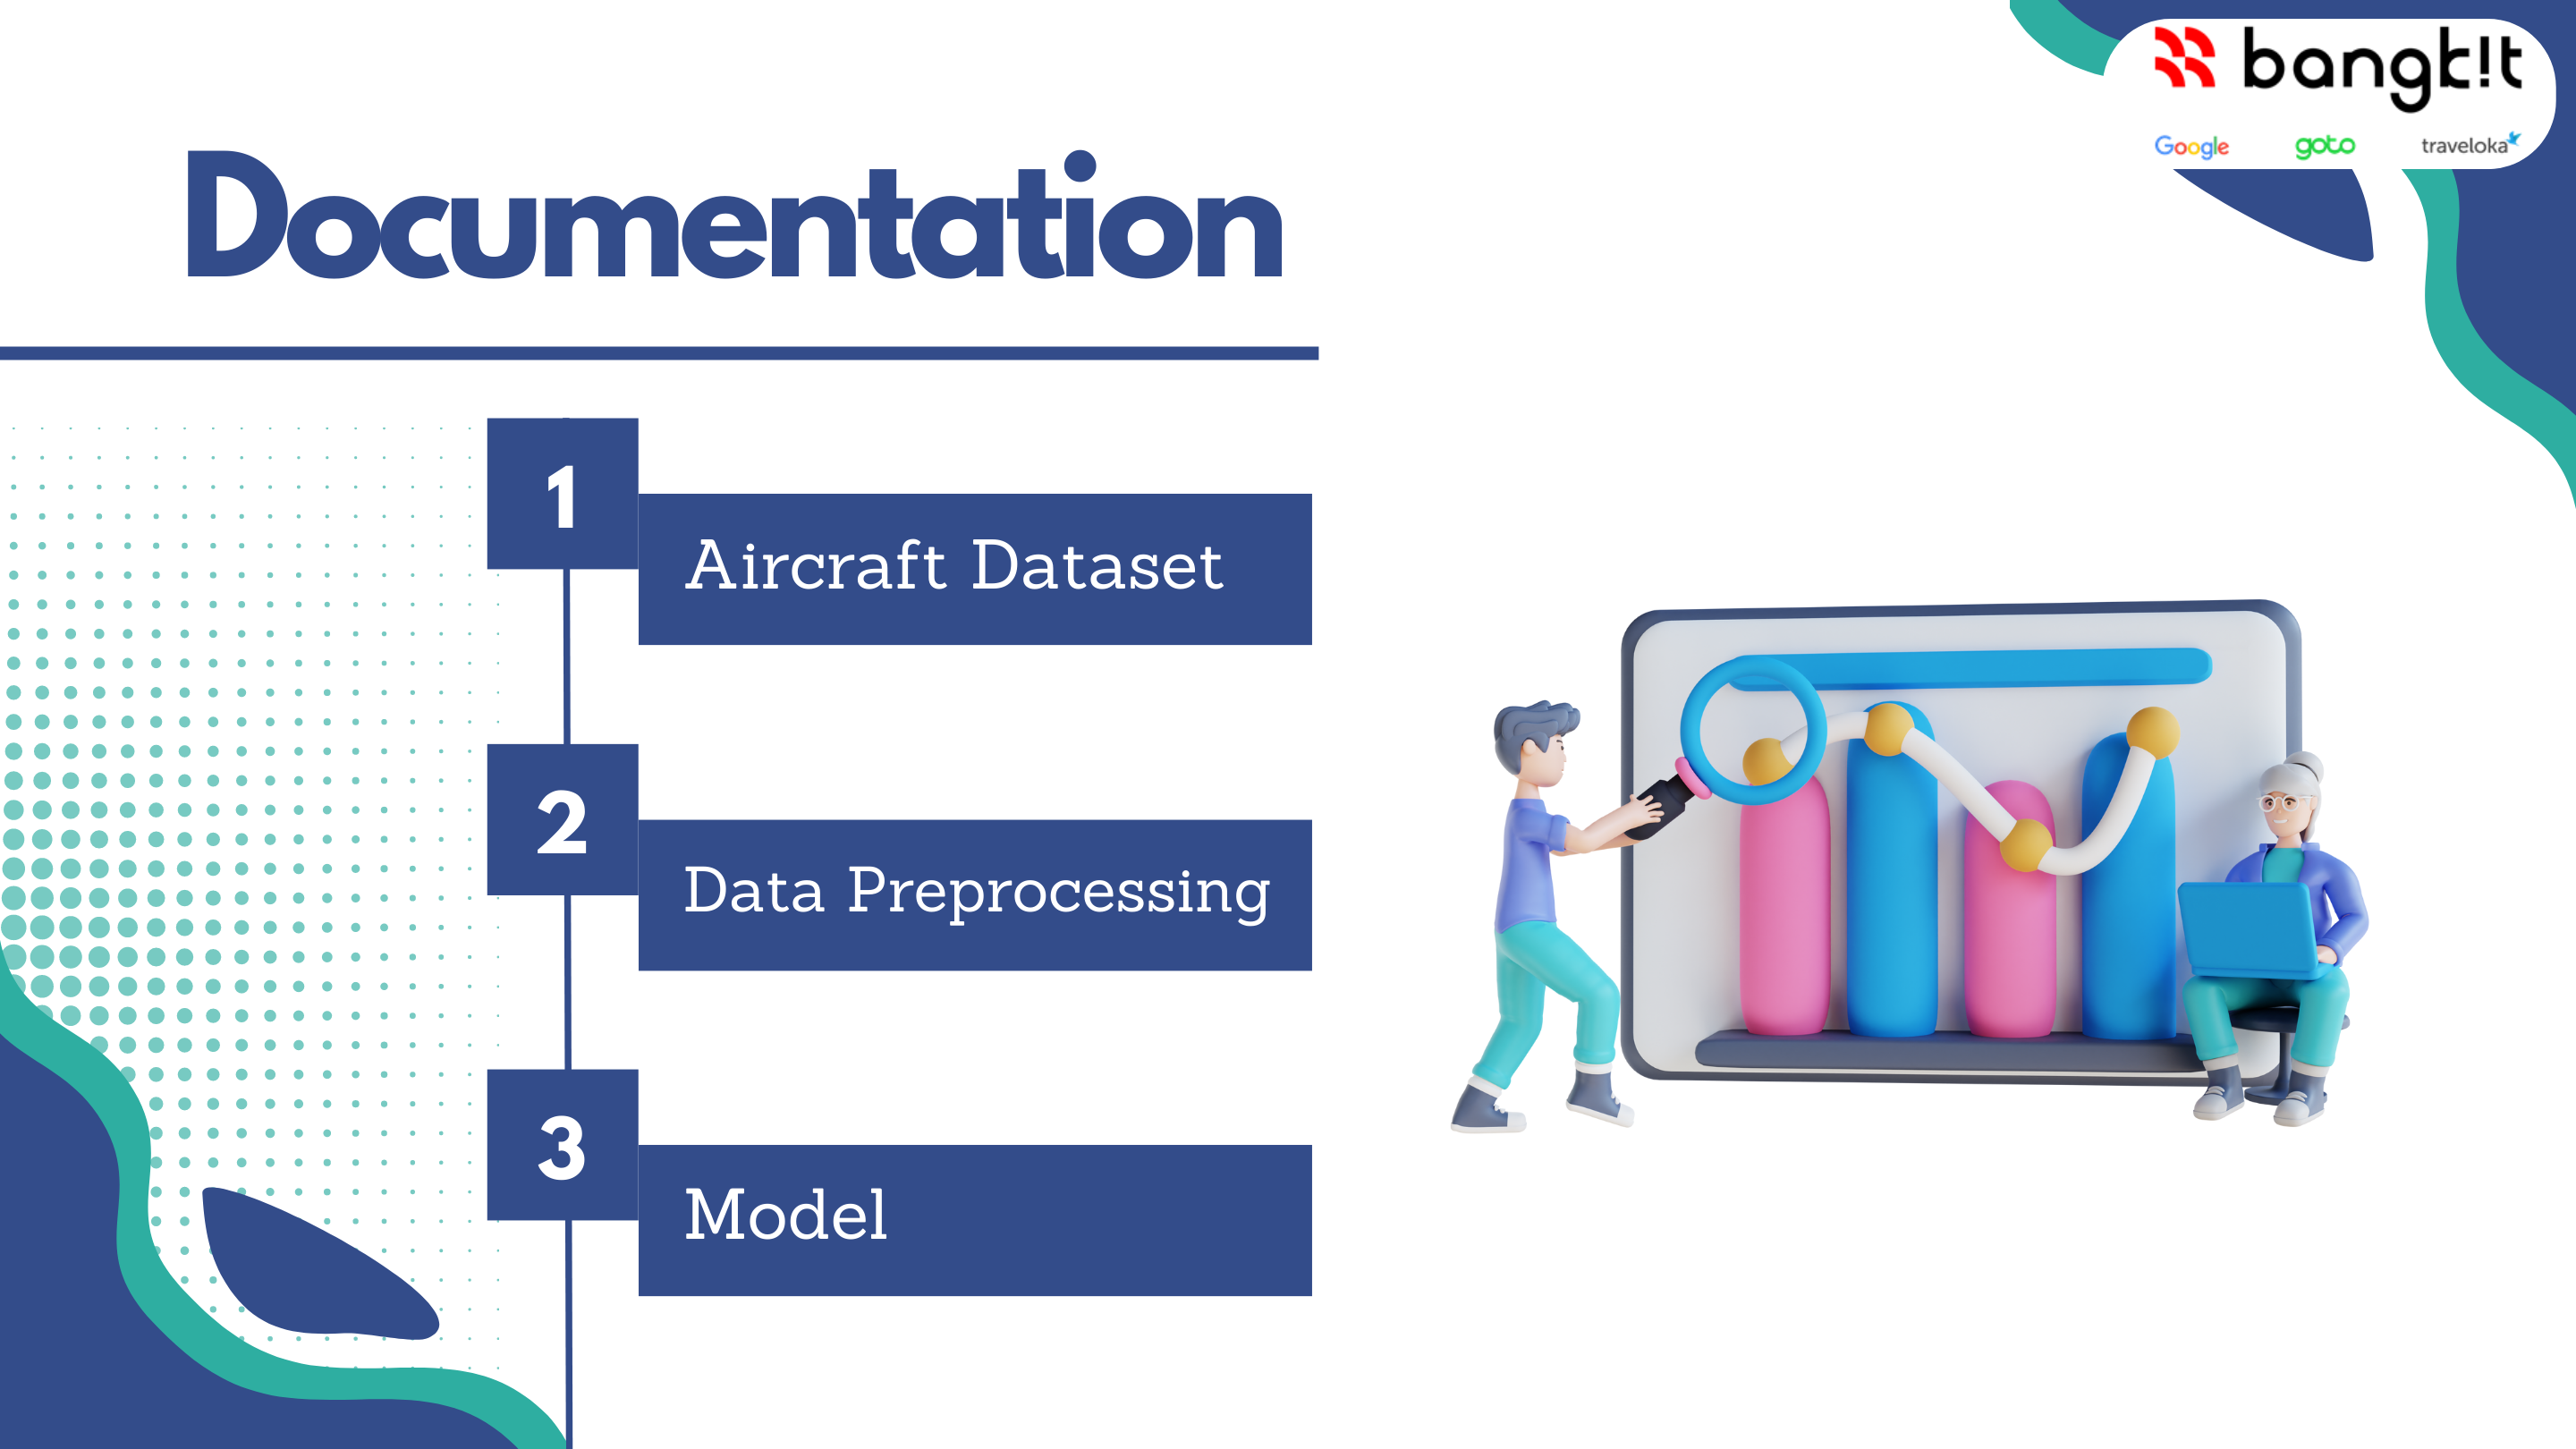 bangk!t
Google goto traveloka
Documentation
1
Aircraft Dataset
2
Data Preprocessing
3
Model